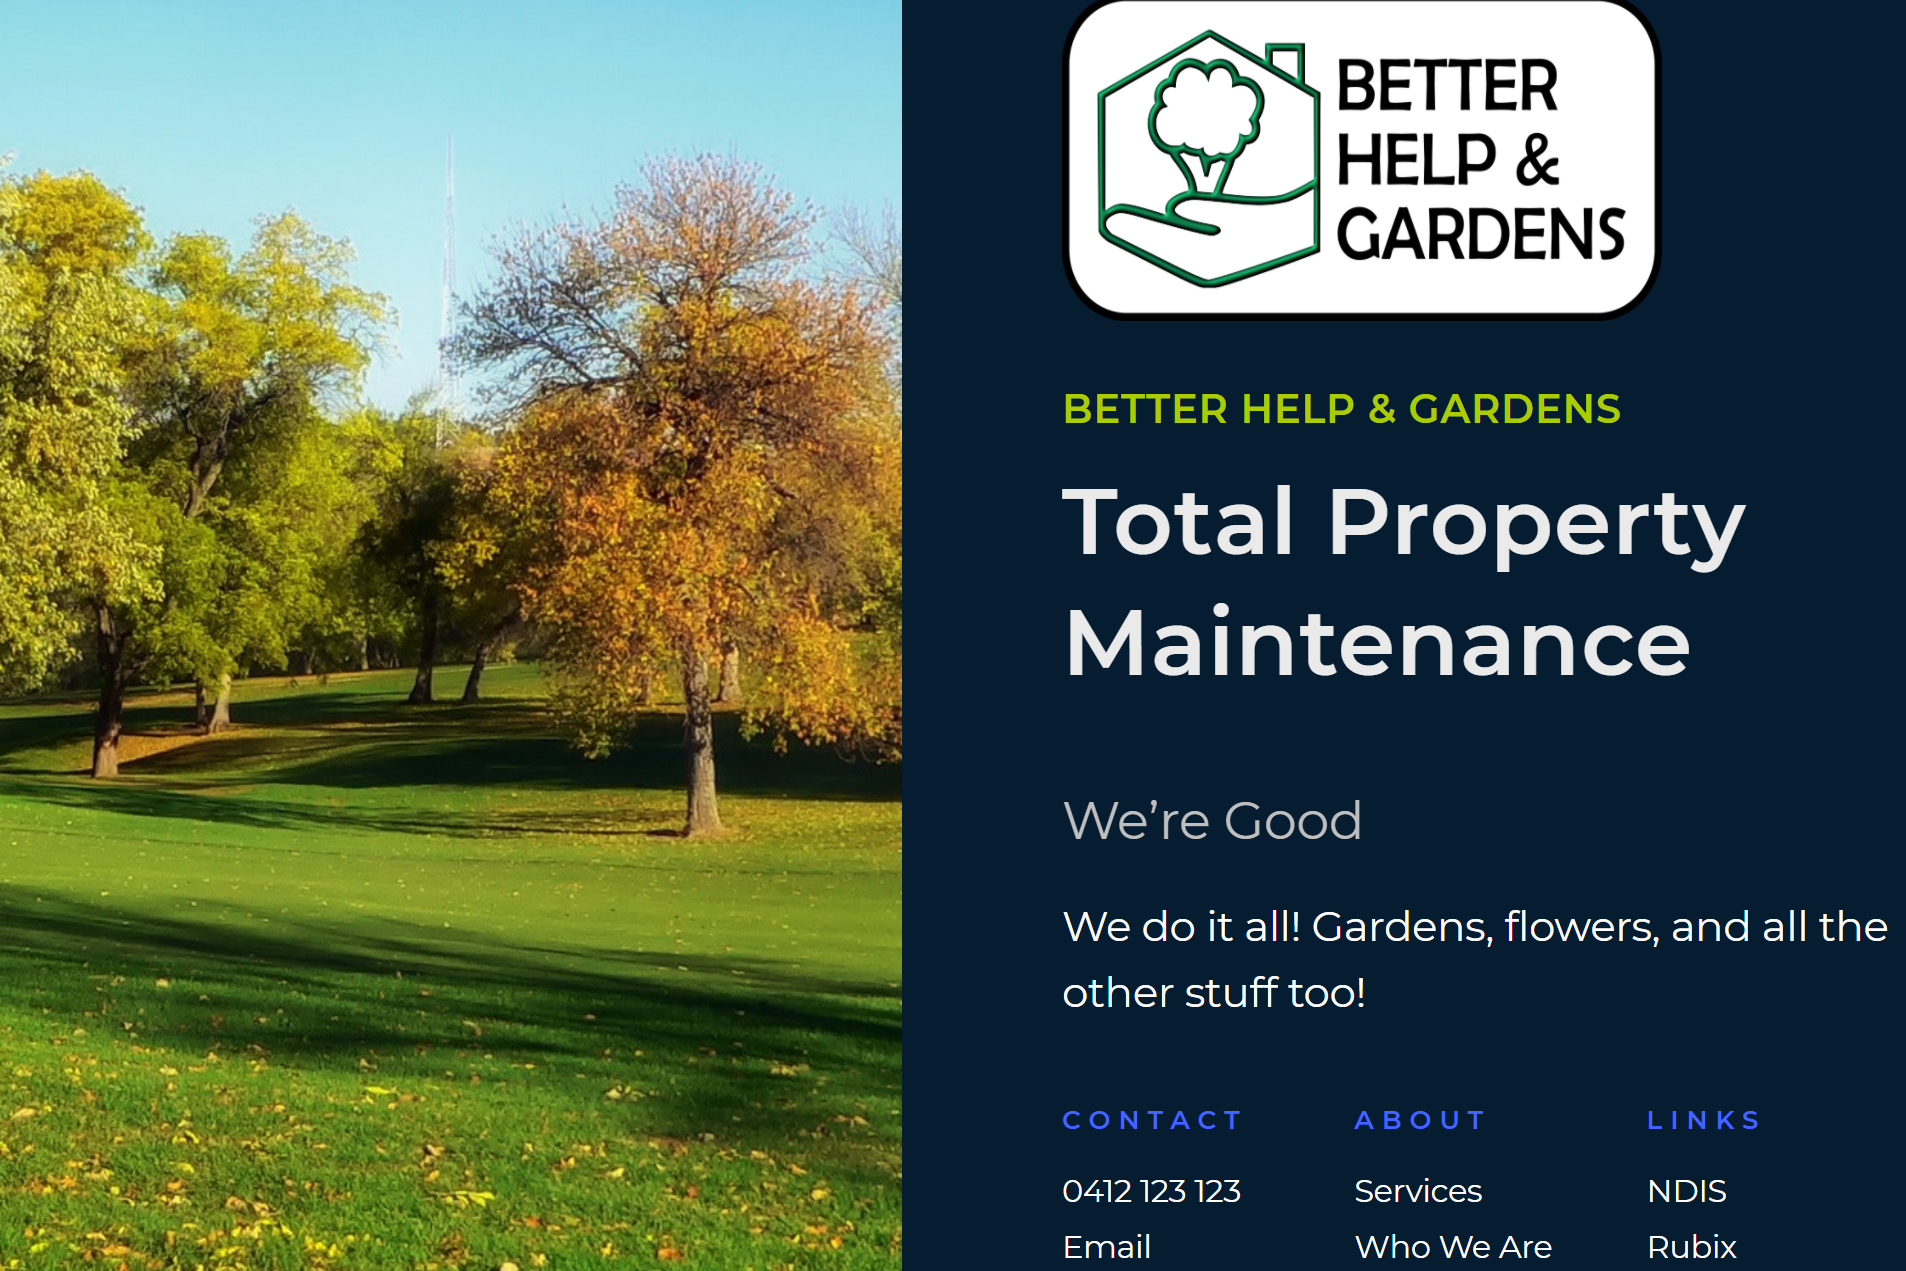 BETTER
HELP &
GARDENS
BETTER HELP & GARDENS
Total Property
Maintenance
We’re Good
We do it all! Gardens, flowers, and all the
other stuff too!
CONTACT
0412 123 123
Email
ABOUT
Services
Who We Are
LINKS
NDIS
Rubix